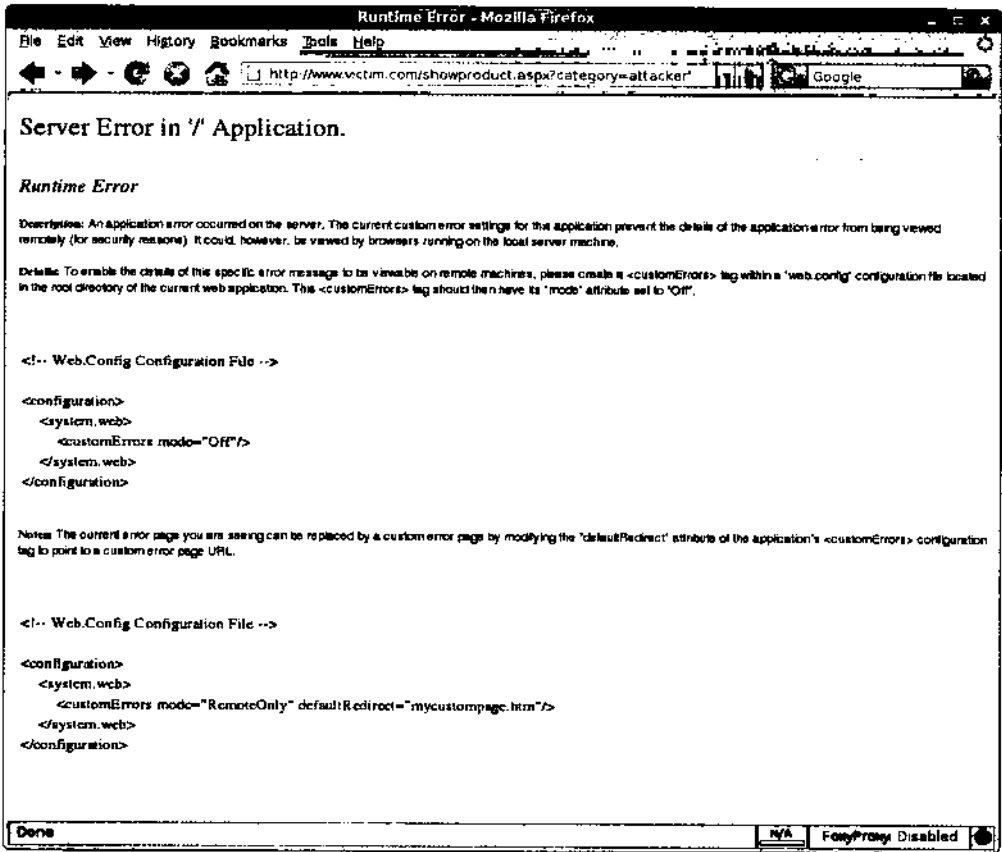 Runtime Error - Mozilla Firefox
File Edit View History Bookmarks Tools Help
http://www.victim.com/showproduct.aspx?category=attacker'
Google
Server Error in '/' Application.
Runtime Error
Description: An application error occurred on the server. The current custom error settings for this application prevent the details of the application error from being viewed
remotely (for security reasons). It could, however, be viewed by browsers running on the local server machine.
Details: To enable the details of this specific error message to be viewable on remote machines, please create a <customErrors> tag within a "web.config" configuration file located
in the root directory of the current web application. This <customErrors> tag should then have its "mode" attribute set to "Off".
<!-- Web.Config Configuration File -->
<configuration>
<system.web>
<customErrors mode="Off"/>
</system.web>
</configuration>
Notes: The current error page you are seeing can be replaced by a custom error page by modifying the "defaultRedirect" attribute of the application's <customErrors> configuration
tag to point to a custom error page URL.
<!-- Web.Config Configuration File -->
<configuration>
<system.web>
<customErrors mode="RemoteOnly" defaultRedirect="mycustompage.htm"/>
</system.web>
</configuration>
Done
N/A
FoxyProxy: Disabled